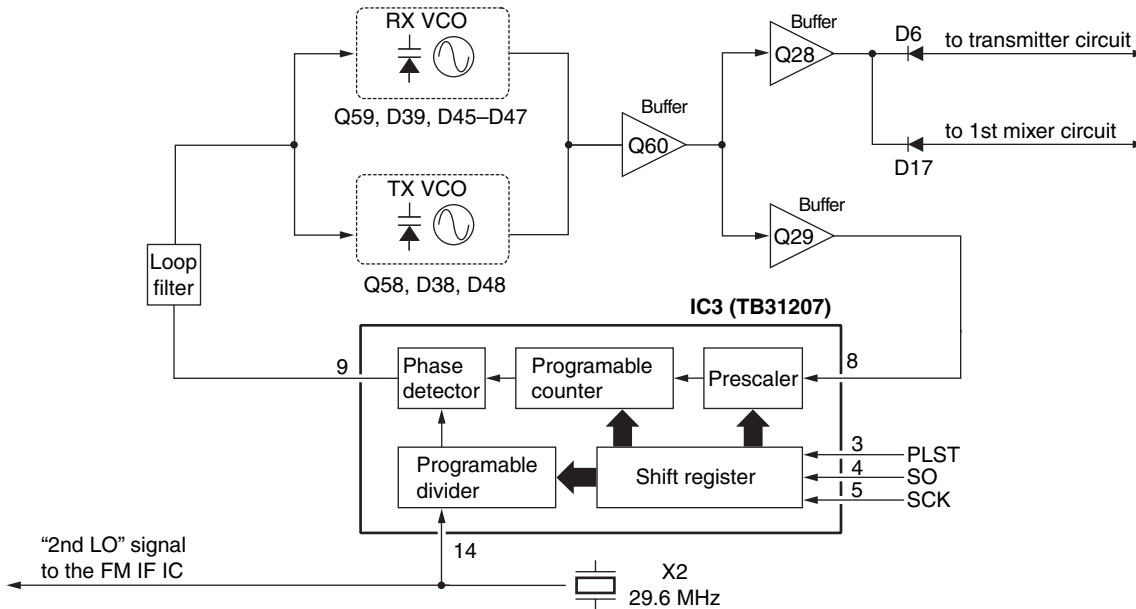 RX VCO
Q59, D39, D45–D47
TX VCO
Q58, D38, D48
Loop
filter
Buffer
Q60
Buffer
Q28
D6
to transmitter circuit
to 1st mixer circuit
D17
Buffer
Q29
IC3 (TB31207)
9
Phase
detector
Programable
counter
Prescaler
8
Programable
divider
Shift register
3
PLST
4
SO
5
SCK
14
“2nd LO” signal
to the FM IF IC
X2
29.6 MHz